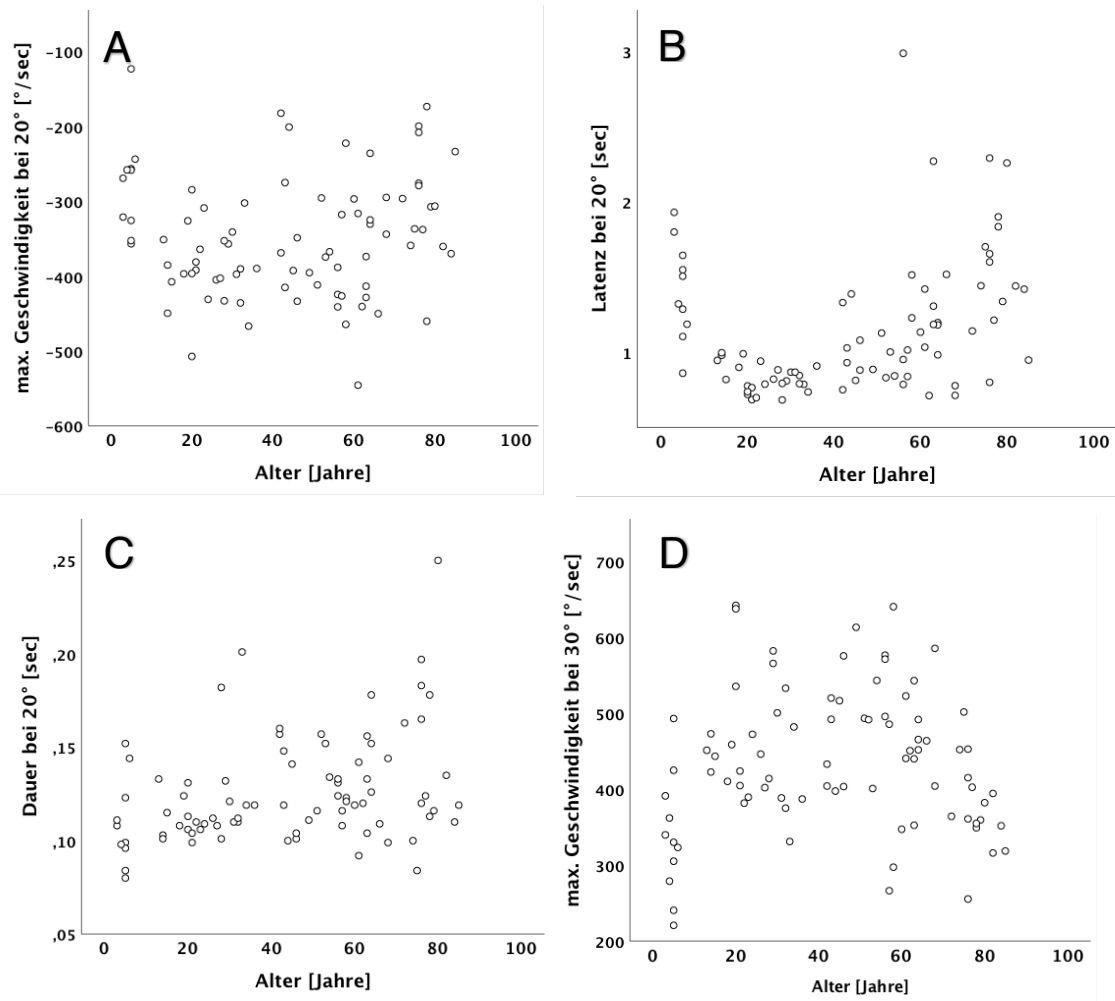 A
max. Geschwindigkeit bei 20° [°/sec]
-100
-200
-300
-400
-500
-600
0 20 40 60 80 100
Alter [Jahre]
B
Latenz bei 20° [sec]
3
2
1
0 20 40 60 80 100
Alter [Jahre]
C
Dauer bei 20° [sec]
,25
,20
,15
,10
,05
0 20 40 60 80 100
Alter [Jahre]
D
max. Geschwindigkeit bei 30° [°/sec]
700
600
500
400
300
200
0 20 40 60 80 100
Alter [Jahre]